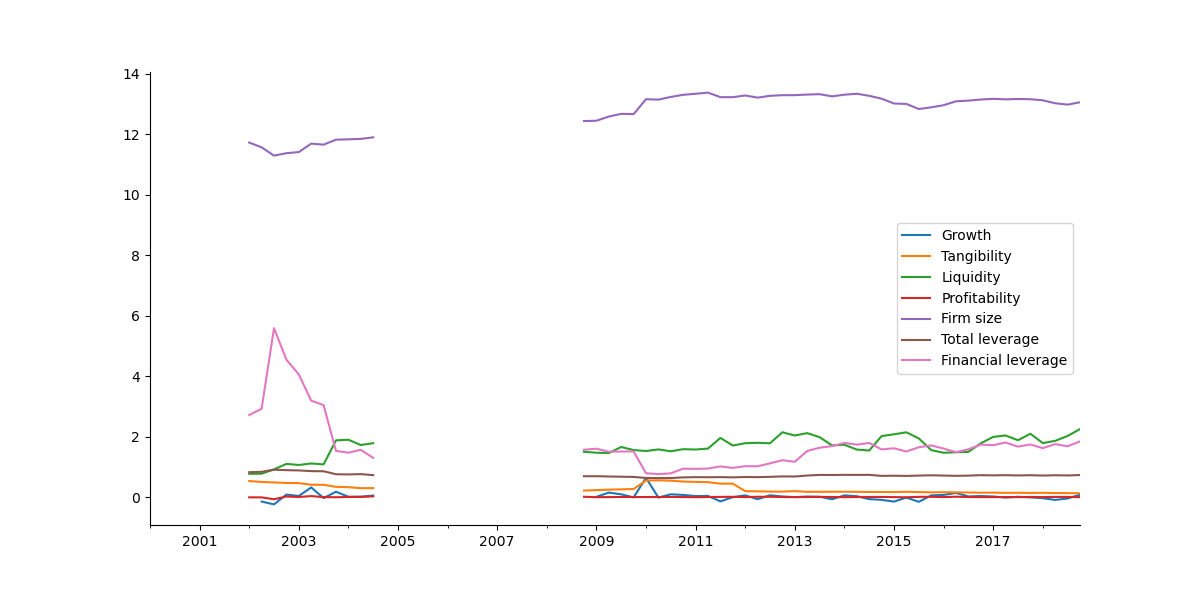 14
12
10
8
6
4
2
0
Growth
Tangibility
Liquidity
Profitability
Firm size
Total leverage
Financial leverage
2001 2003 2005 2007 2009 2011 2013 2015 2017